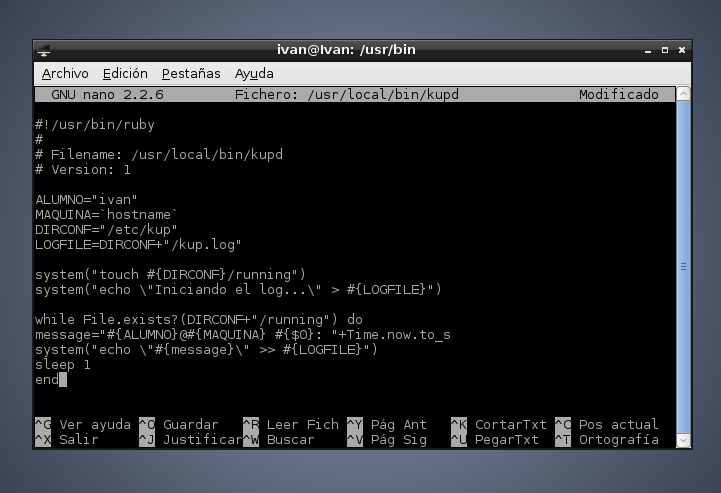 ivan@Ivan: /usr/bin
Archivo Edición Pestañas Ayuda
GNU nano 2.2.6 Fichero: /usr/local/bin/kupd Modificado
#!/usr/bin/ruby
#
# Filename: /usr/local/bin/kupd
# Version: 1
ALUMNO="ivan"
MAQUINA=`hostname`
DIRCONF="/etc/kup"
LOGFILE=DIRCONF+"/kup.log"
system("touch #{DIRCONF}/running")
system("echo \"Iniciando el log...\" > #{LOGFILE}")
while File.exists?(DIRCONF+"/running") do
message="#{ALUMNO}@#{MAQUINA} #{$0}: "+Time.now.to_s
system("echo \"#{message}\" >> #{LOGFILE}")
sleep 1
end
^G Ver ayuda ^O Guardar ^R Leer Fich ^Y Pág Ant ^K CortarTxt ^C Pos actual
^X Salir ^J Justificar ^W Buscar ^V Pág Sig ^U PegarTxt ^T Ortografía